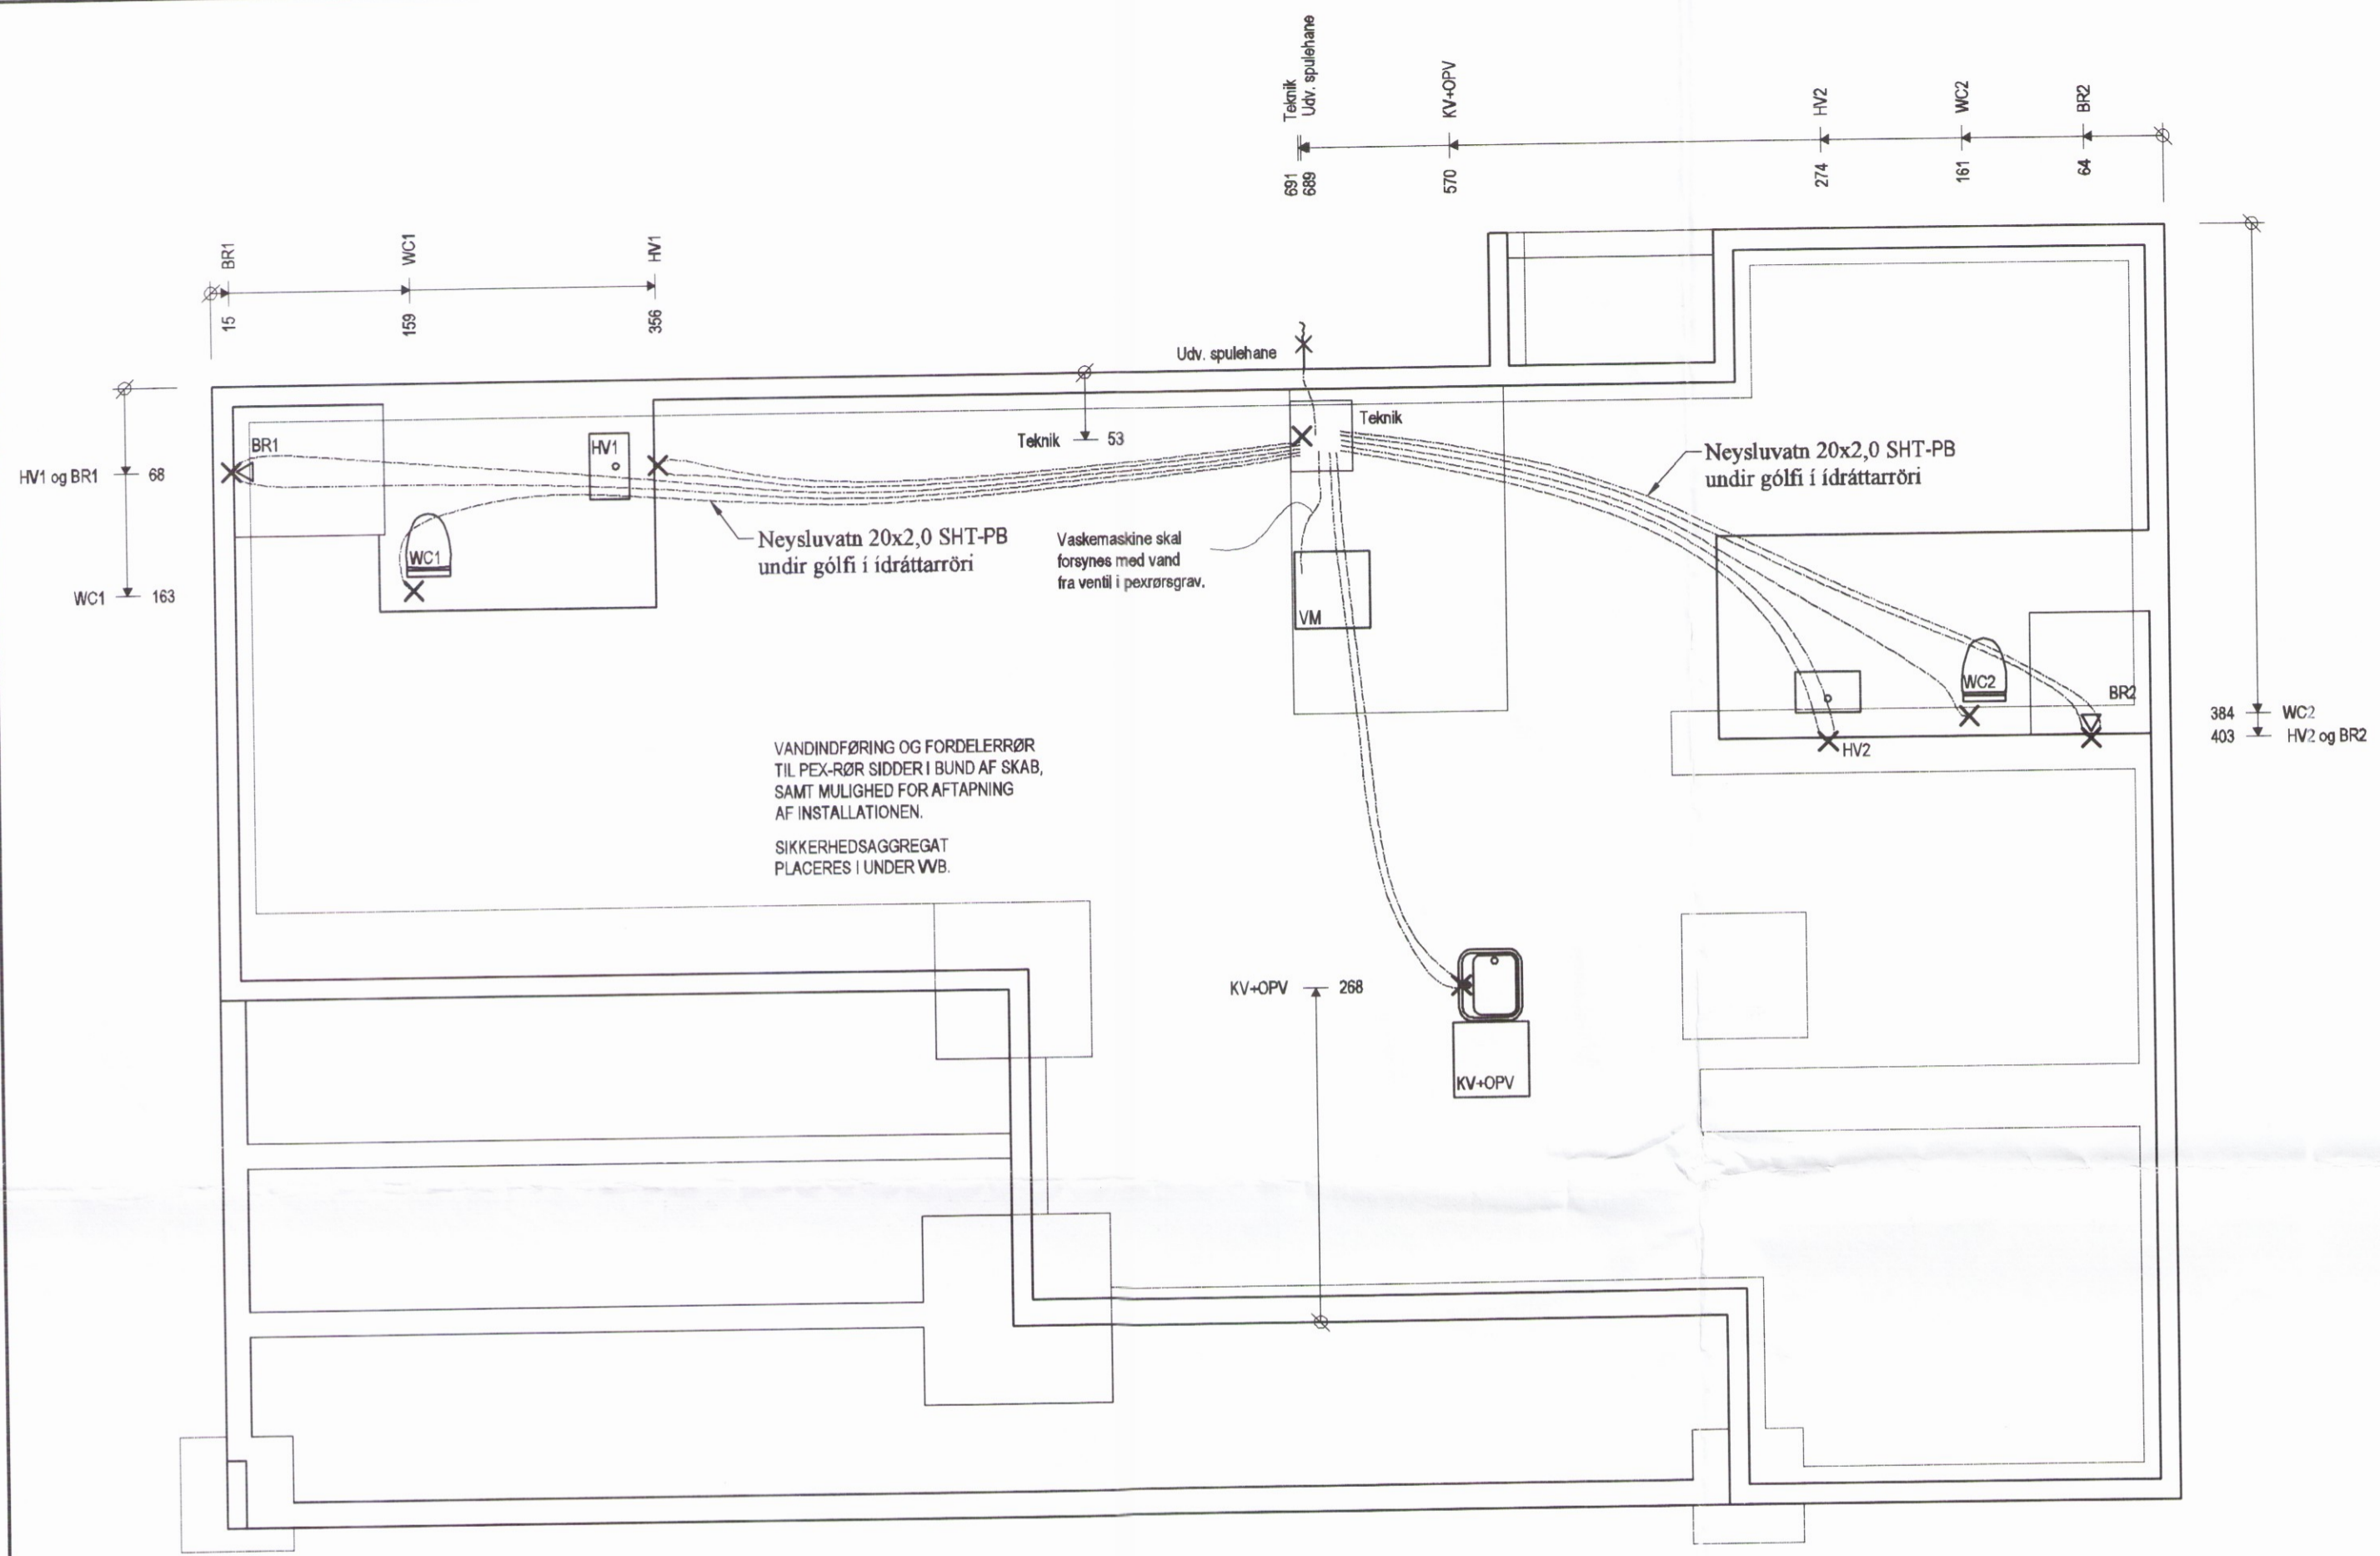 Teknik
Udv. spulehane
KV+OPV
HV2
WC2
BR2
691
689
570
274
161
64
BR1
WC1
HV1
15
159
356
Udv. spulehane
Teknik
Teknik 53
HV1 og BR1 68
WC1 163
BR1
HV1
WC1
Neysluvatn 20x2,0 SHT-PB
undir gólfi í ídráttarröri
Vaskemaskine skal
forsynes med vand
fra ventil i pexrørsgrav.
VM
Neysluvatn 20x2,0 SHT-PB
undir gólfi í ídráttarröri
WC2
BR2
HV2
384 WC2
403 HV2 og BR2
VANDINDFØRING OG FORDELERRØR
TIL PEX-RØR SIDDER I BUND AF SKAB,
SAMT MULIGHED FOR AFTAPNING
AF INSTALLATIONEN.
SIKKERHEDSAGGREGAT
PLACERES I UNDER VVB.
KV+OPV 268
KV+OPV